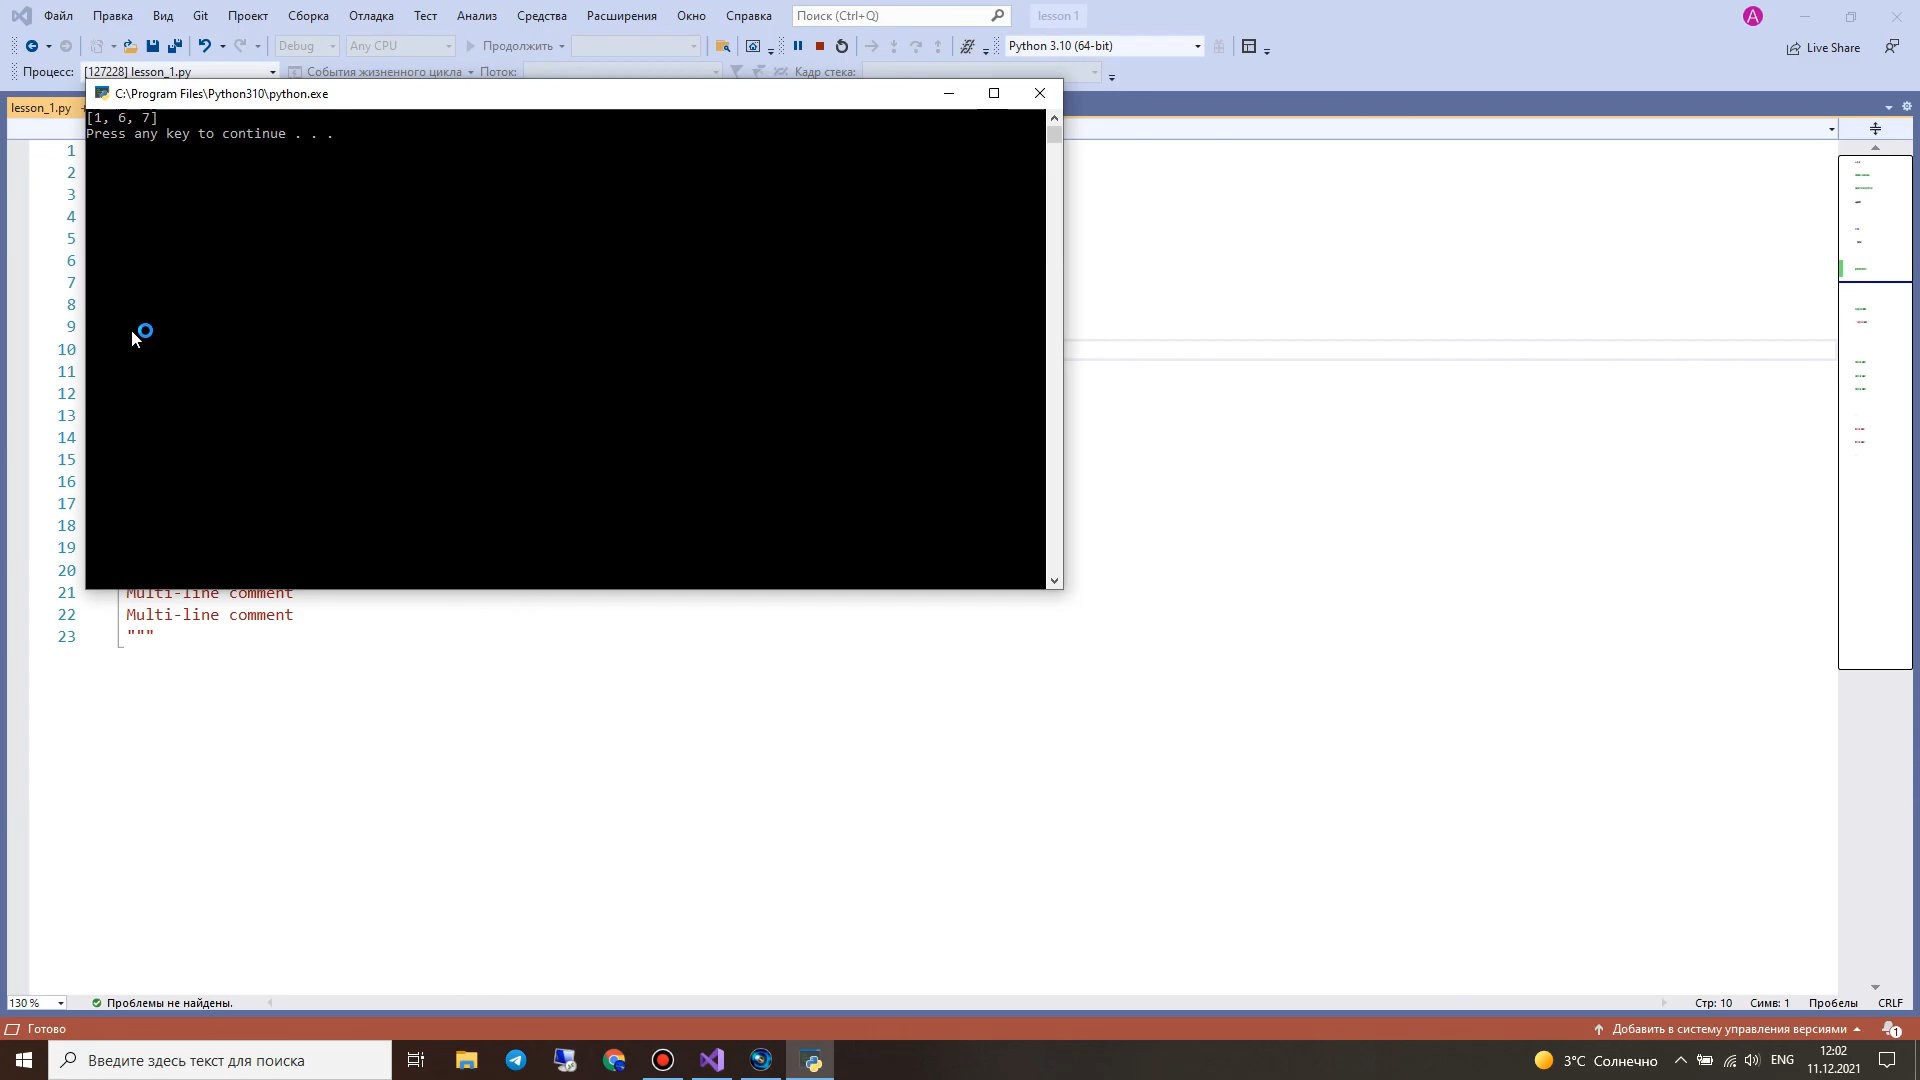 Файл Правка Вид Git Проект Сборка Отладка Тест Анализ Средства Расширения Окно Справка Поиск (Ctrl+Q) lesson 1 A
Debug Any CPU Продолжить Python 3.10 (64-bit) Live Share
Процесс: [127228] lesson_1.py События жизненного цикла Поток: Кадр стека:
C:\Program Files\Python310\python.exe
lesson_1.py
[1, 6, 7]
Press any key to continue . . .
1
2
3
4
5
6
7
8
9
10
11
12
13
14
15
16
17
18
19
20
21 Multi-line comment
22 Multi-line comment
23 """
130 % Проблемы не найдены. Стр: 10 Симв: 1 Пробелы CRLF
Готово Добавить в систему управления версиями 1
Введите здесь текст для поиска 3°C Солнечно ENG 12:02
11.12.2021